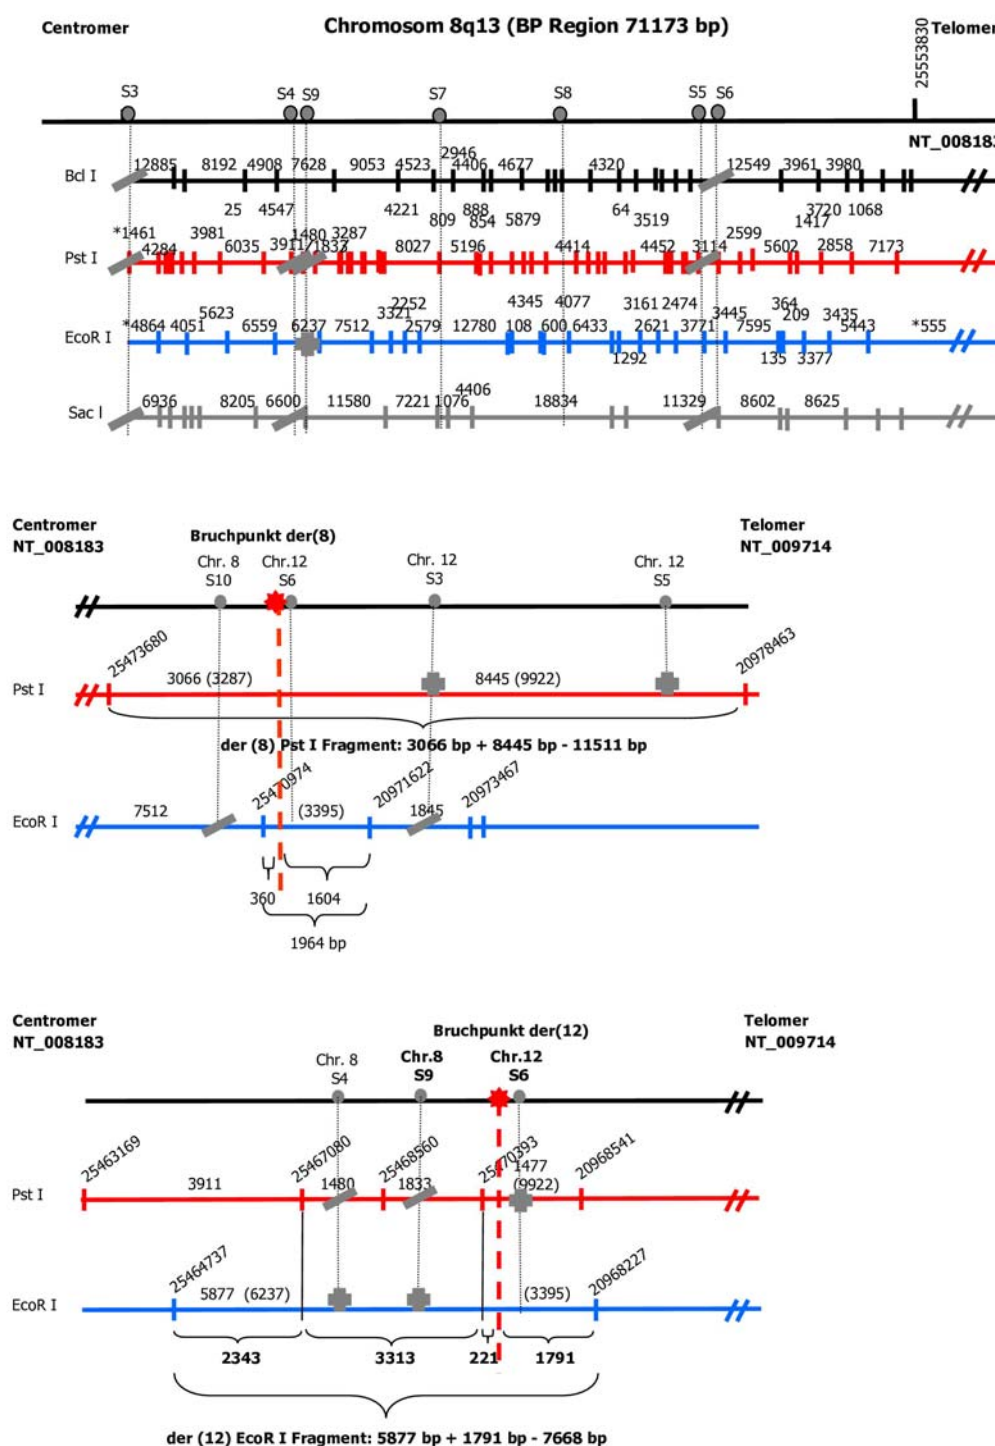 Centromer Chromosom 8q13 (BP Region 71173 bp) Telomer
25553830
S3 S4 S9 S7 S8 S5 S6
NT_008183
2946
12885 8192 4908 7628 9053 4523 4406 4677 4320 12549 3961 3980
Bcl I
25 4547 4221 888 64 3720 1068
809 854 5879 3519 1417
*1461 3981 1480 3287 2599
4284 6035 3911 1833 8027 5196 4414 4452 3114 5602 2858 7173
Pst I
2252 4345 4077 3161 2474 364
5623 3321 3445 209 3435
*4864 4051 6559 6237 7512 2579 12780 108 600 6433 2621 3771 7595 5443 *555
EcoR I
1292 135 3377
4406
6936 8205 6600 11580 7221 1076 18834 11329 8602 8625
Sac I
Centromer Telomer
NT_008183 Bruchpunkt der(8) NT_009714
Chr. 8 Chr.12 Chr. 12 Chr. 12
S10 S6 S3 S5
25473680 20978463
3066 (3287) 8445 (9922)
Pst I
der (8) Pst I Fragment: 3066 bp + 8445 bp - 11511 bp
25470974 20971622 20973467
7512 (3395) 1845
EcoR I
360 1604
1964 bp
Centromer Telomer
NT_008183 Bruchpunkt der(12) NT_009714
Chr. 8 Chr.8 Chr.12
S4 S9 S6
25463169 25467080 25468560 25470393 20968541
1477
3911 1480 1833 (9922)
Pst I
25464737 20968227
5877 (6237) (3395)
EcoR I
2343 3313 221 1791
der (12) EcoR I Fragment: 5877 bp + 1791 bp - 7668 bp